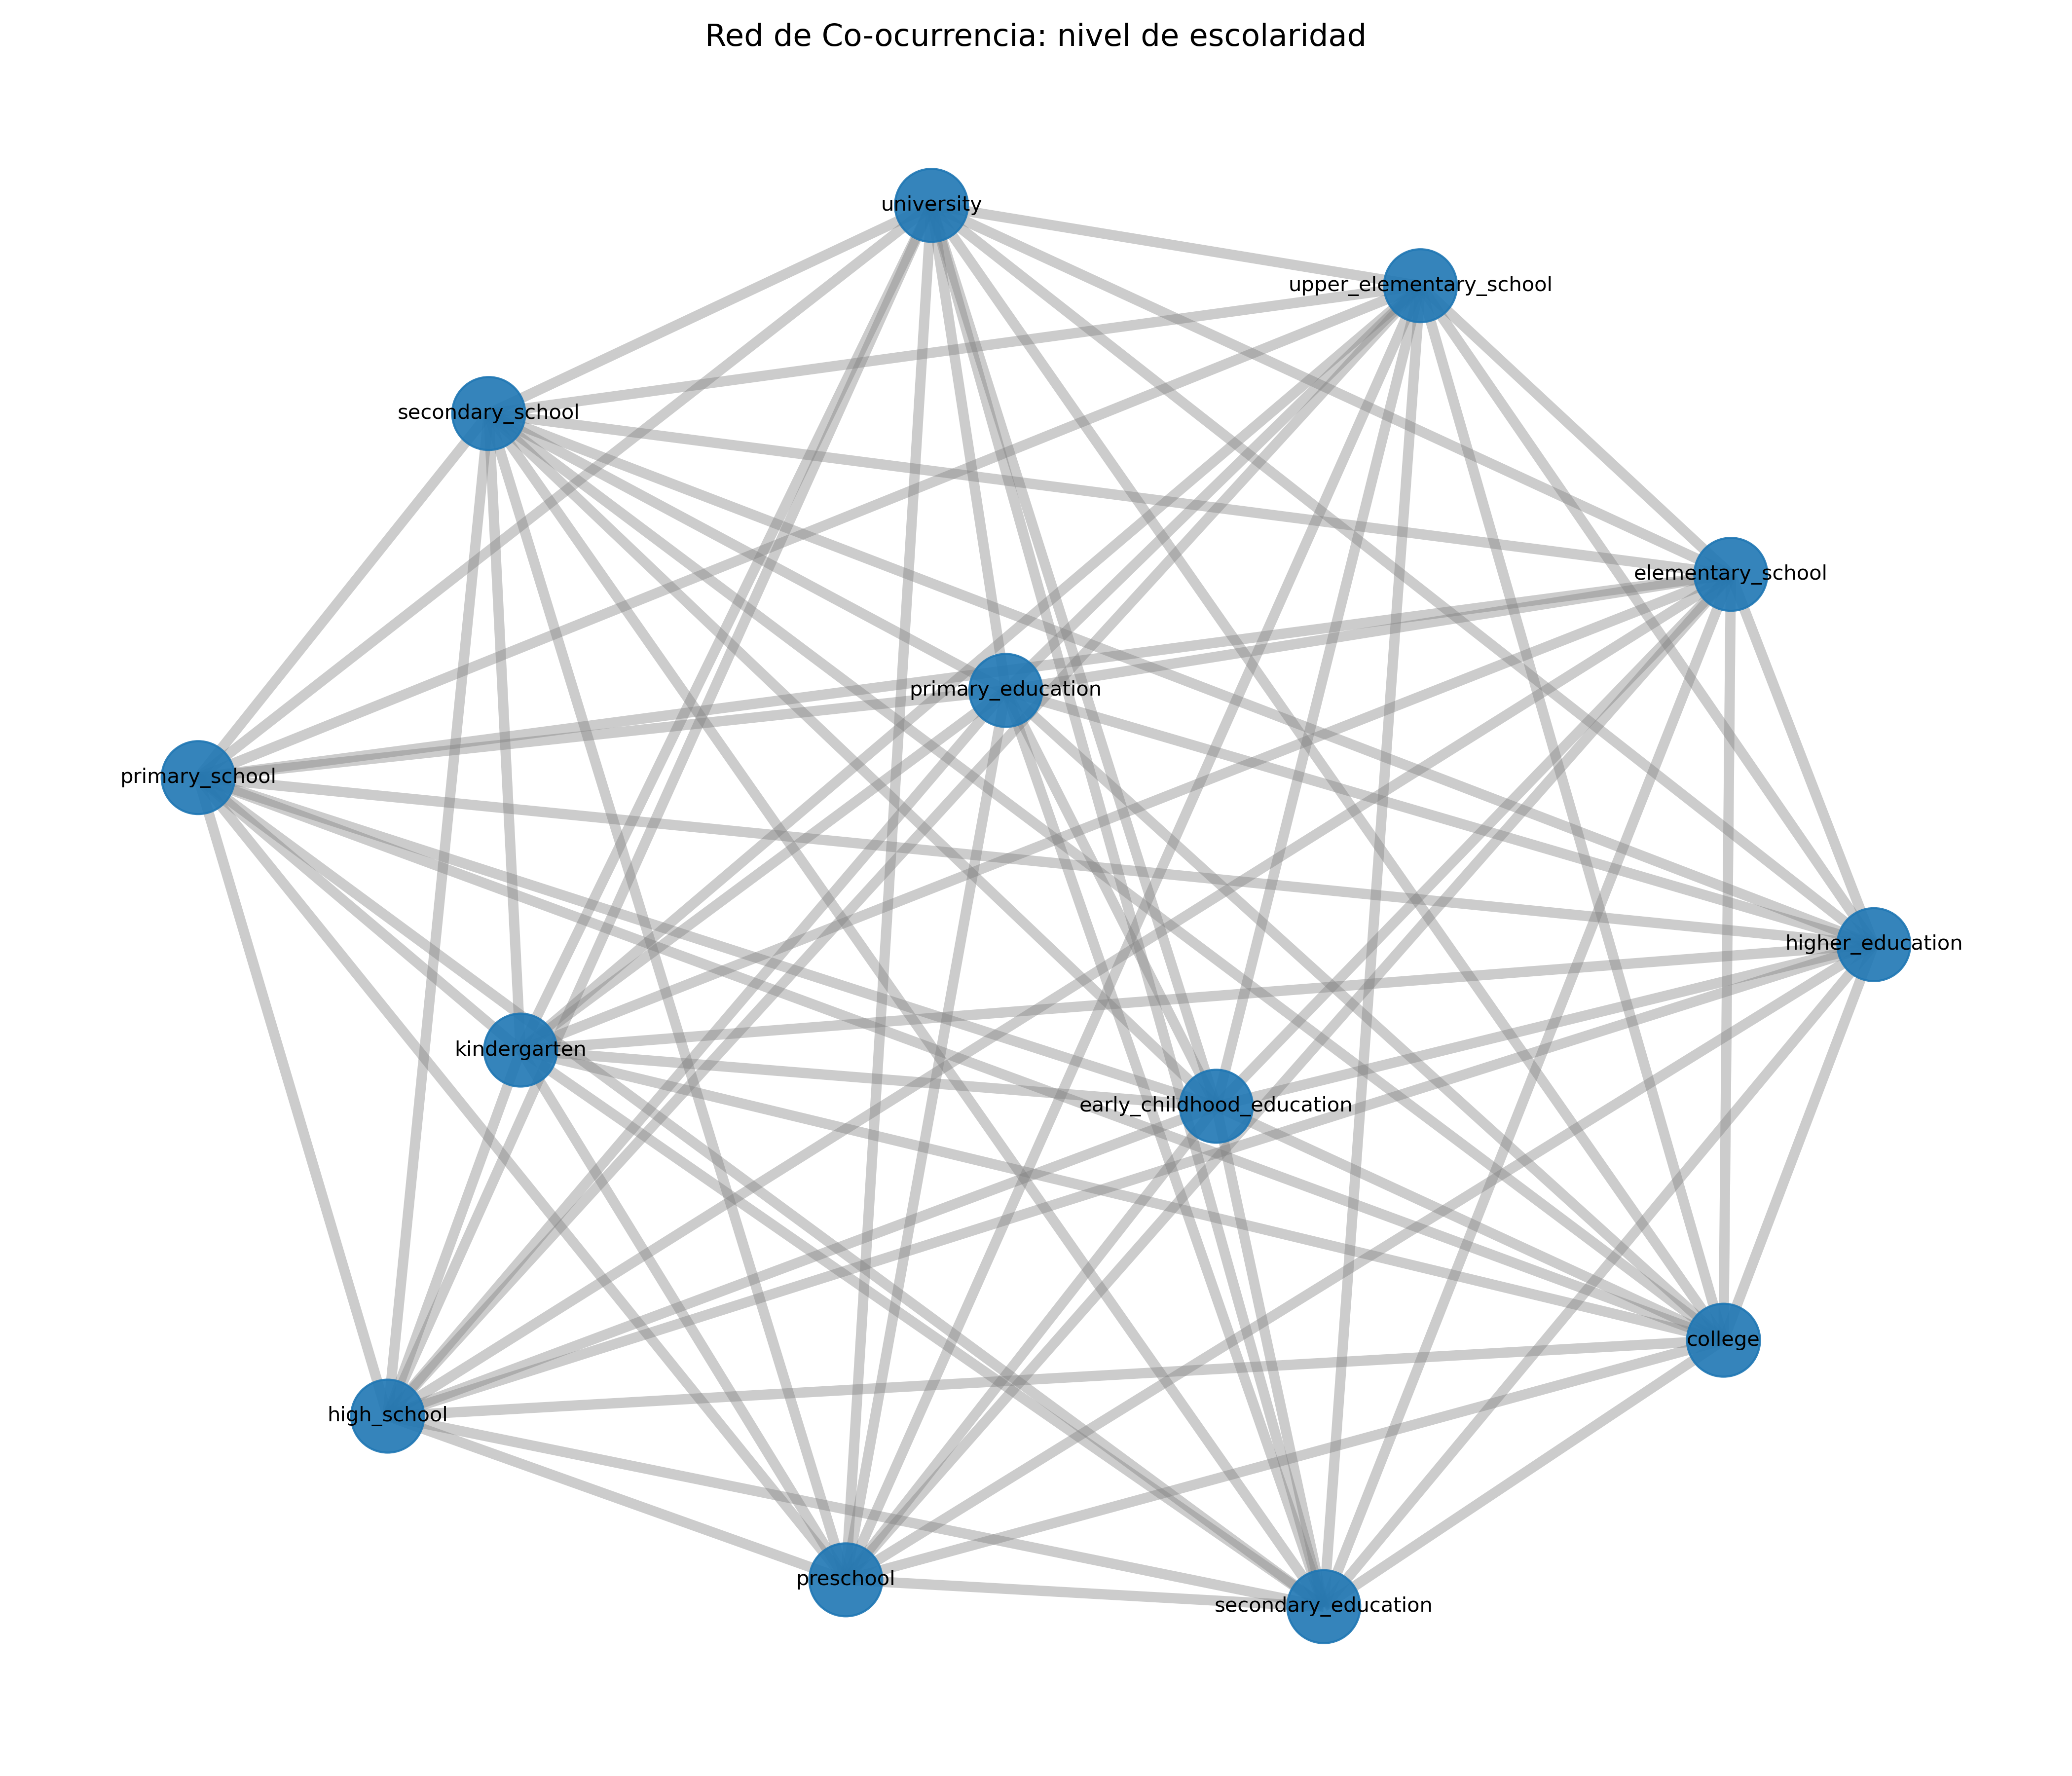 Red de Co-ocurrencia: nivel de escolaridad
university
upper_elementary_school
secondary_school
elementary_school
primary_education
primary_school
higher_education
kindergarten
early_childhood_education
college
high_school
preschool
secondary_education